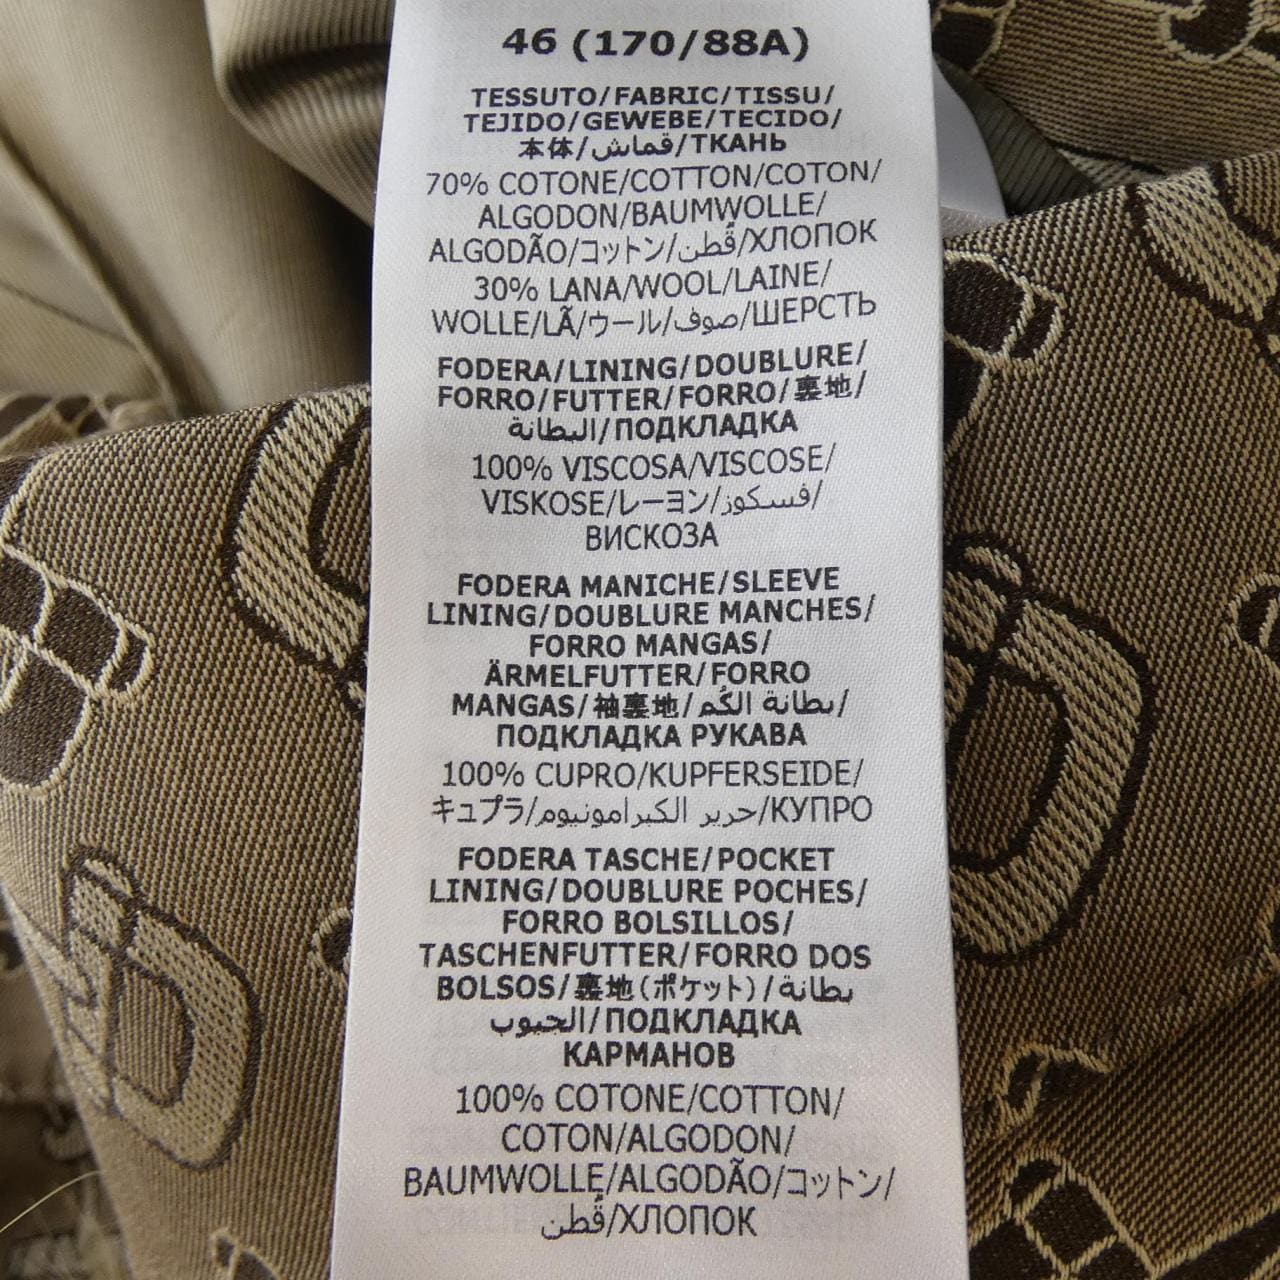 46 (170/88A)
TESSUTO/FABRIC/TISSU/
TEJIDO/GEWEBE/TECIDO/
本体/قماش/ТКАНЬ
70% COTONE/COTTON/COTON/
ALGODON/BAUMWOLLE/
ALGODÃO/コットン/قُطن/ХЛОПОК
30% LANA/WOOL/LAINE/
WOLLE/LÃ/ウール/صوف/ШЕРСТЬ
FODERA/LINING/DOUBLURE/
FORRO/FUTTER/FORRO/裏地/
البطانة/ПОДКЛАДКА
100% VISCOSA/VISCOSE/
VISKOSE/レーヨン/فسكوز/
ВИСКОЗА
FODERA MANICHE/SLEEVE
LINING/DOUBLURE MANCHES/
FORRO MANGAS/
ÄRMELFUTTER/FORRO
MANGAS/袖裏地/بطانة الكُم/
ПОДКЛАДКА РУКАВА
100% CUPRO/KUPFERSEIDE/
キュプラ/حرير الكبرامونيوم/КУПРО
FODERA TASCHE/POCKET
LINING/DOUBLURE POCHES/
FORRO BOLSILLOS/
TASCHENFUTTER/FORRO DOS
BOLSOS/裏地(ポケット)/بطانة
الجيوب/ПОДКЛАДКА
КАРМАНОВ
100% COTONE/COTTON/
COTON/ALGODON/
BAUMWOLLE/ALGODÃO/コットン/
قُطن/ХЛОПОК